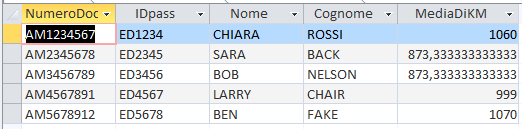 NumeroDoc IDpass Nome Cognome MediaDiKM
AM1234567 ED1234 CHIARA ROSSI 1060
AM2345678 ED2345 SARA BACK 873,333333333333
AM3456789 ED3456 BOB NELSON 873,333333333333
AM4567891 ED4567 LARRY CHAIR 999
AM5678912 ED5678 BEN FAKE 1070